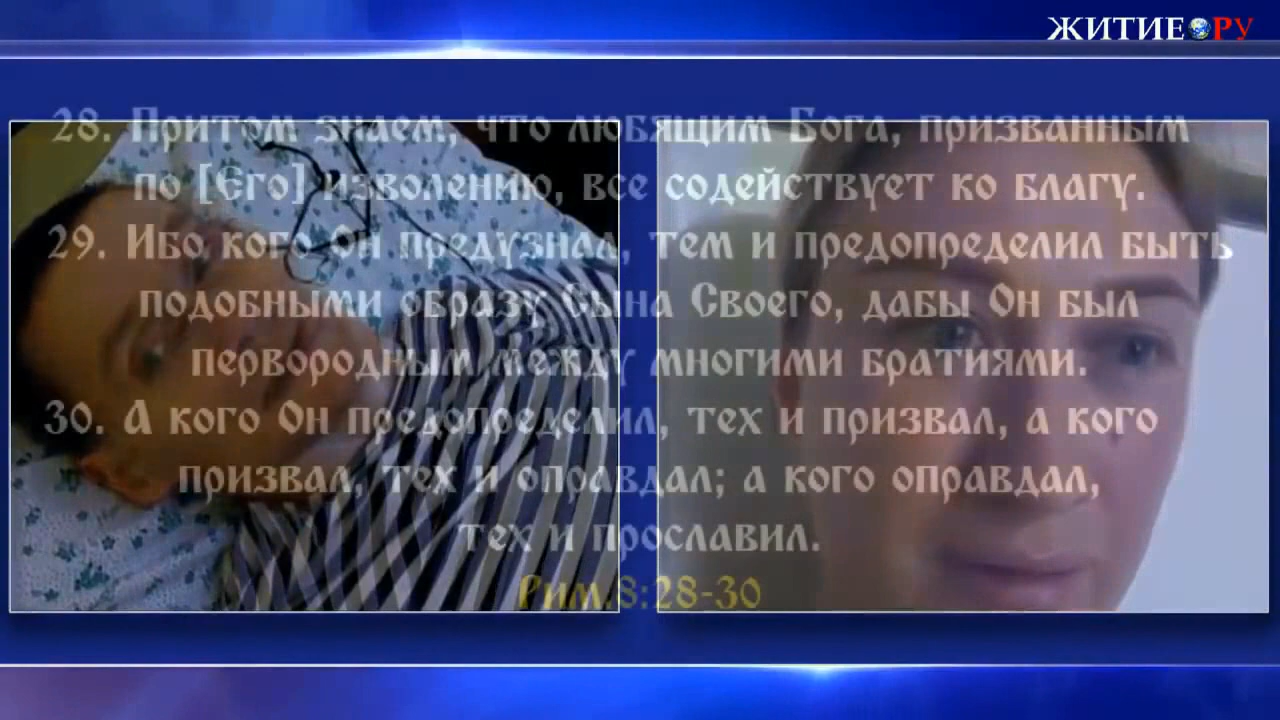 ЖИТИЕ РУ
28. Притом знаем, что любящим Бога, призванным
по [Его] изволению, все содействует ко благу.
29. Ибо кого Он предузнал, тем и предопределил быть
подобными образу Сына Своего, дабы Он был
первородным между многими братиями.
30. А кого Он предопределил, тех и призвал, а кого
призвал, тех и оправдал; а кого оправдал,
тех и прославил.
Рим.8:28-30